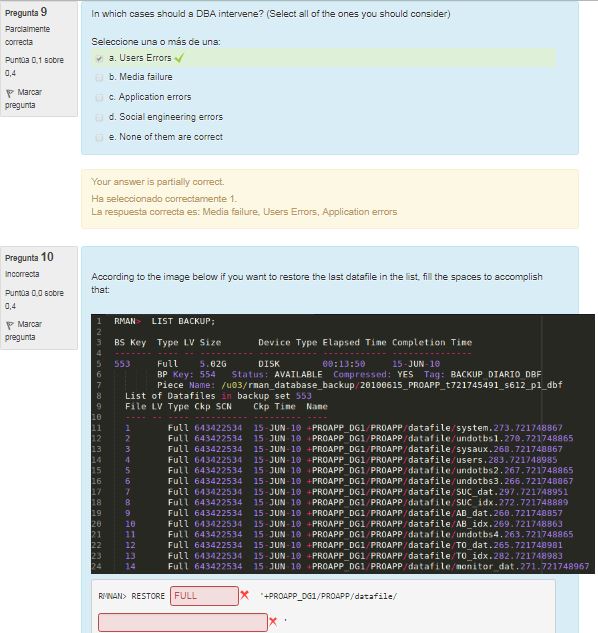 Pregunta 9
Parcialmente
correcta
Puntúa 0,1 sobre
0,4
Marcar
pregunta
In which cases should a DBA intervene? (Select all of the ones you should consider)
Seleccione una o más de una:
a. Users Errors
b. Media failure
c. Application errors
d. Social engineering errors
e. None of them are correct
Your answer is partially correct.
Ha seleccionado correctamente 1.
La respuesta correcta es: Media failure, Users Errors, Application errors
Pregunta 10
Incorrecta
Puntúa 0,0 sobre
0,4
Marcar
pregunta
According to the image below if you want to restore the last datafile in the list, fill the spaces to accomplish
that:
1 RMAN> LIST BACKUP;
2
3 BS Key Type LV Size Device Type Elapsed Time Completion Time
4 ------- ---- -- ---------- ----------- ------------ ---------------
5 553 Full 5.02G DISK 00:13:50 15-JUN-10
6 BP Key: 554 Status: AVAILABLE Compressed: YES Tag: BACKUP_DIARIO_DBF
7 Piece Name: /u03/rman_database_backup/20100615_PROAPP_t721745491_s612_p1_dbf
8 List of Datafiles in backup set 553
9 File LV Type Ckp SCN Ckp Time Name
10 ---- -- ---- ---------- --------- ----
11 1 Full 643422534 15-JUN-10 +PROAPP_DG1/PROAPP/datafile/system.273.721748867
12 2 Full 643422534 15-JUN-10 +PROAPP_DG1/PROAPP/datafile/undotbs1.270.721748865
13 3 Full 643422534 15-JUN-10 +PROAPP_DG1/PROAPP/datafile/sysaux.268.721748867
14 4 Full 643422534 15-JUN-10 +PROAPP_DG1/PROAPP/datafile/users.283.721748985
15 5 Full 643422534 15-JUN-10 +PROAPP_DG1/PROAPP/datafile/undotbs2.267.721748865
16 6 Full 643422534 15-JUN-10 +PROAPP_DG1/PROAPP/datafile/undotbs3.266.721748867
17 7 Full 643422534 15-JUN-10 +PROAPP_DG1/PROAPP/datafile/SUC_dat.297.721748951
18 8 Full 643422534 15-JUN-10 +PROAPP_DG1/PROAPP/datafile/SUC_idx.272.721748889
19 9 Full 643422534 15-JUN-10 +PROAPP_DG1/PROAPP/datafile/AB_dat.260.721748857
20 10 Full 643422534 15-JUN-10 +PROAPP_DG1/PROAPP/datafile/AB_idx.269.721748863
21 11 Full 643422534 15-JUN-10 +PROAPP_DG1/PROAPP/datafile/undotbs4.263.721748865
22 12 Full 643422534 15-JUN-10 +PROAPP_DG1/PROAPP/datafile/TO_dat.265.721748981
23 13 Full 643422534 15-JUN-10 +PROAPP_DG1/PROAPP/datafile/TO_idx.282.721748983
24 14 Full 643422534 15-JUN-10 +PROAPP_DG1/PROAPP/datafile/monitor_dat.271.721748967
RMNAN> RESTORE FULL '+PROAPP_DG1/PROAPP/datafile/
'